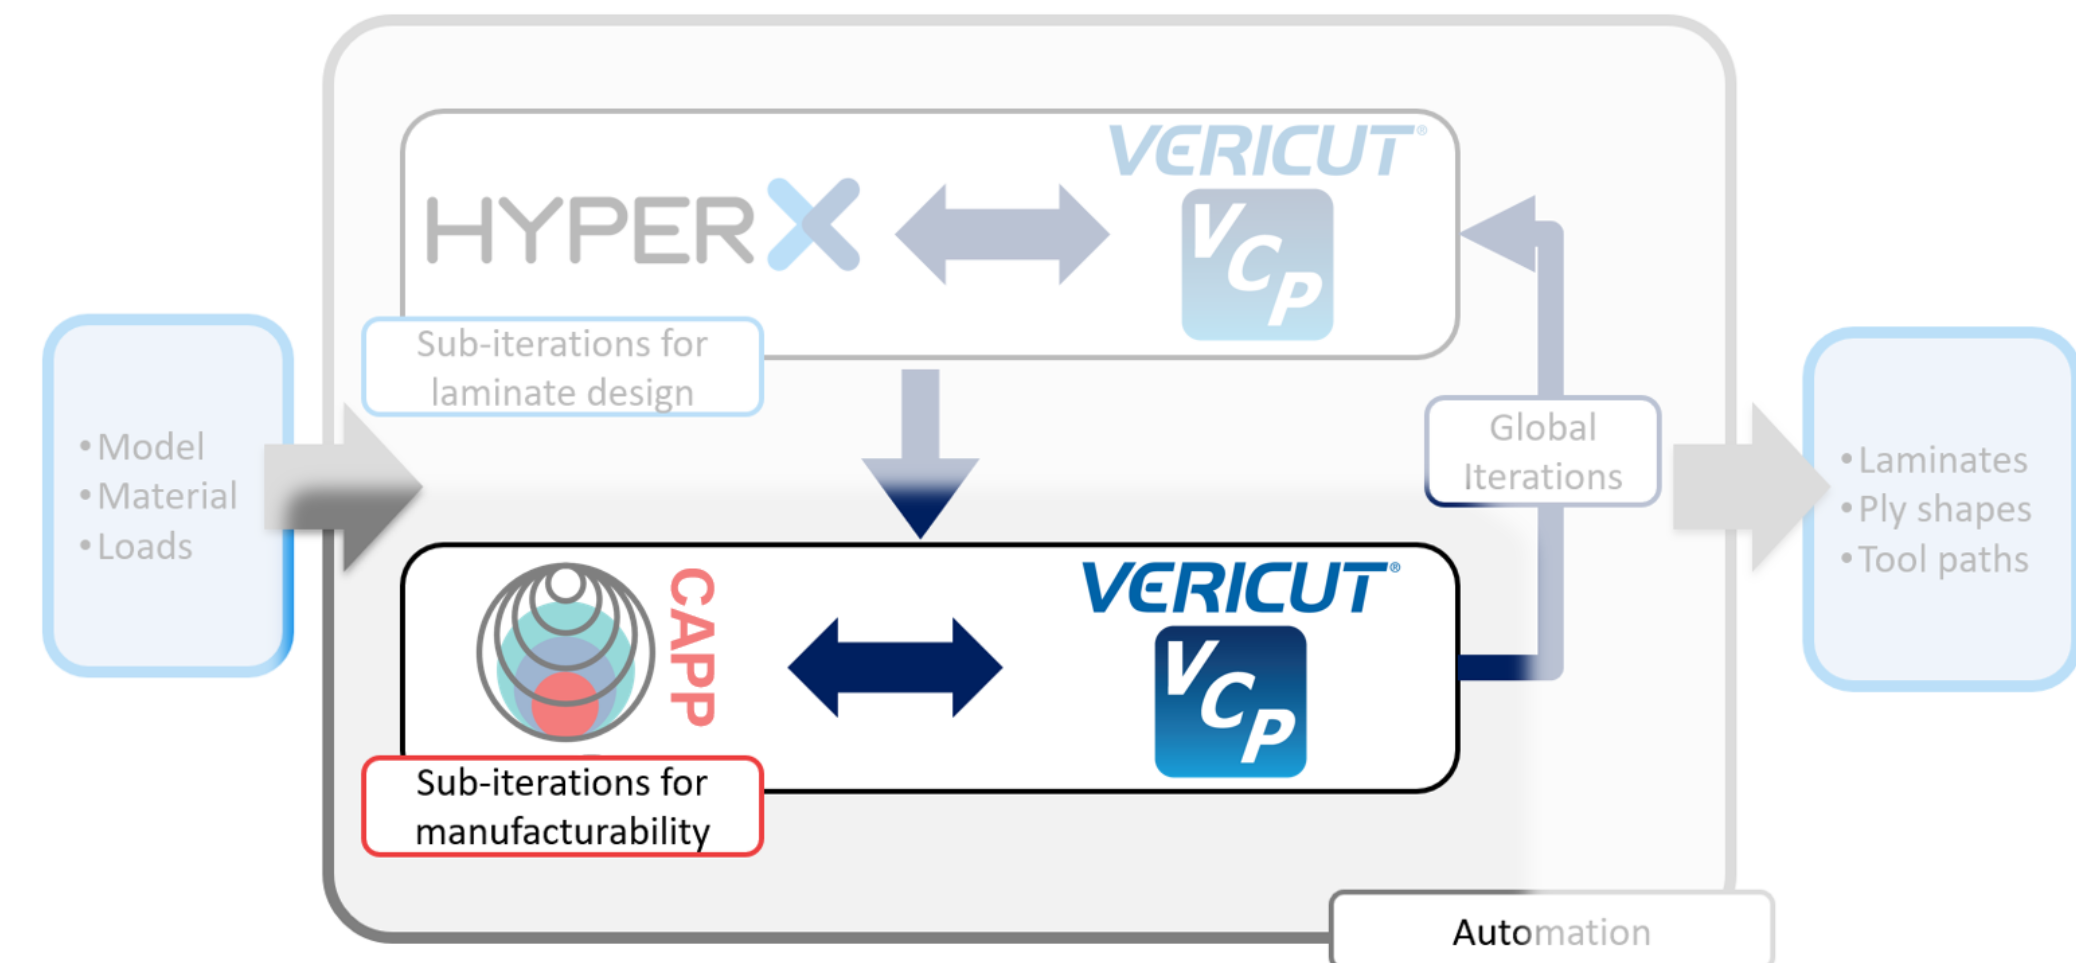 VERICUT®
HYPERX
VCP
Sub-iterations for
laminate design
•Model
•Material
•Loads
Global
Iterations
•Laminates
•Ply shapes
•Tool paths
CAPP
VERICUT®
VCP
Sub-iterations for
manufacturability
Automation